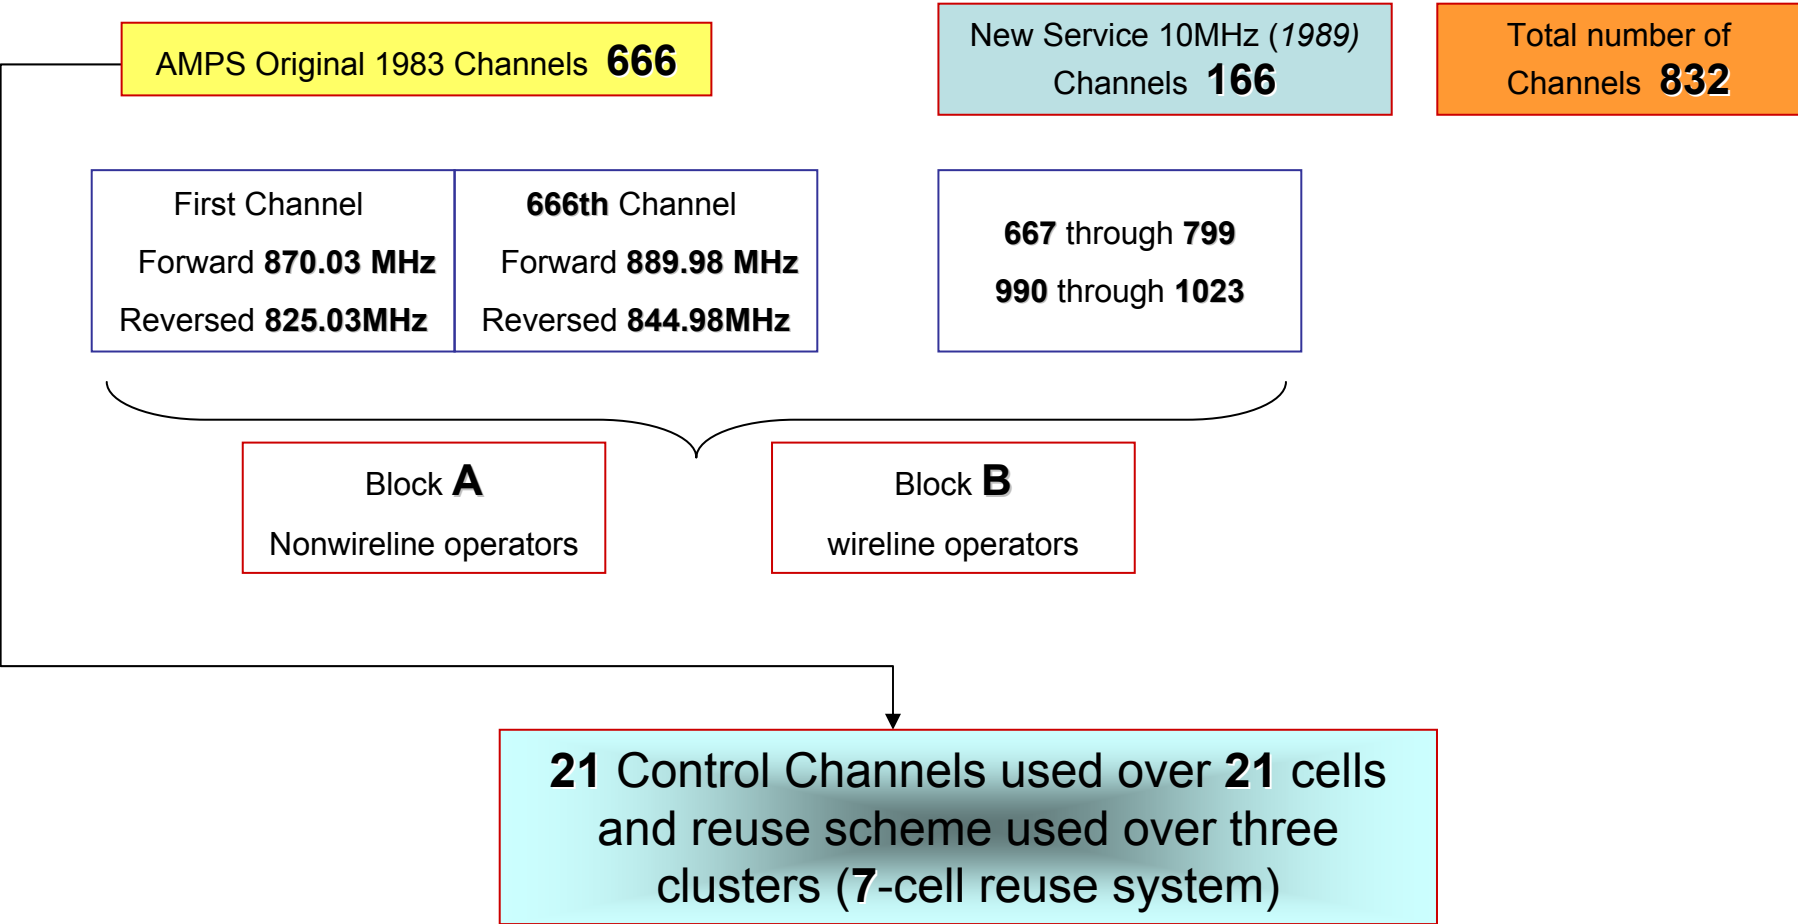 AMPS Original 1983 Channels 666
New Service 10MHz (1989)
Channels 166
Total number of
Channels 832
First Channel
Forward 870.03 MHz
Reversed 825.03MHz
666th Channel
Forward 889.98 MHz
Reversed 844.98MHz
667 through 799
990 through 1023
Block A
Nonwireline operators
Block B
wireline operators
21 Control Channels used over 21 cells
and reuse scheme used over three
clusters (7-cell reuse system)